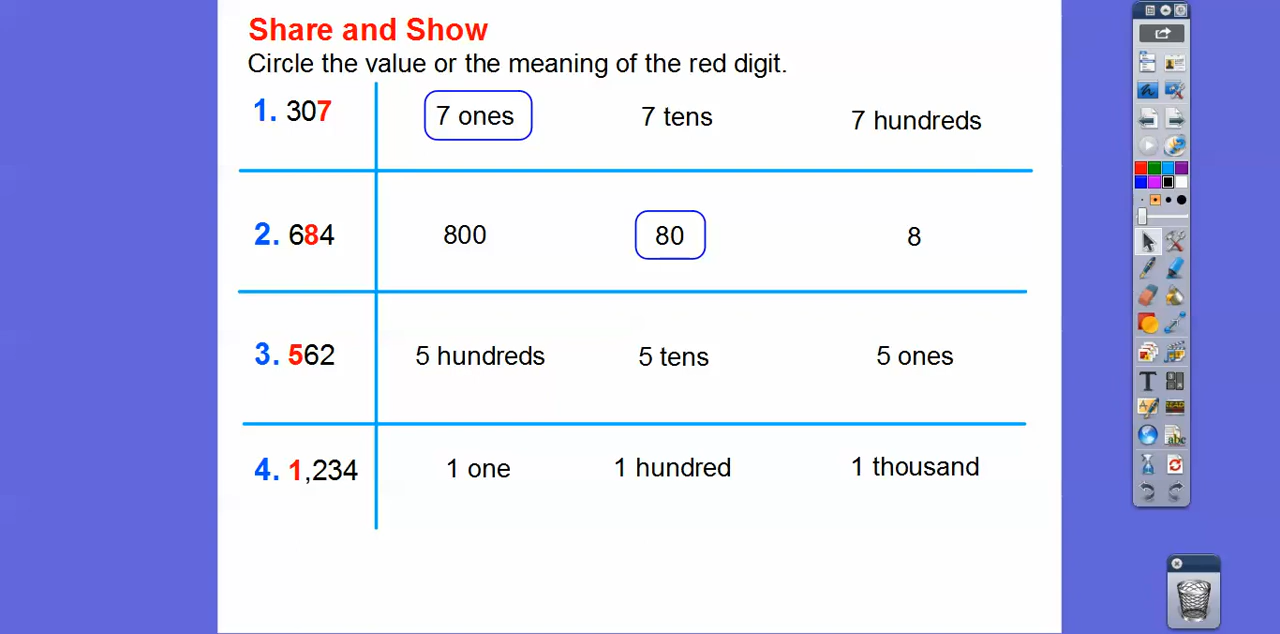 Share and Show
Circle the value or the meaning of the red digit.
1. 307 7 ones 7 tens 7 hundreds
2. 684 800 80 8
3. 562 5 hundreds 5 tens 5 ones
4. 1,234 1 one 1 hundred 1 thousand